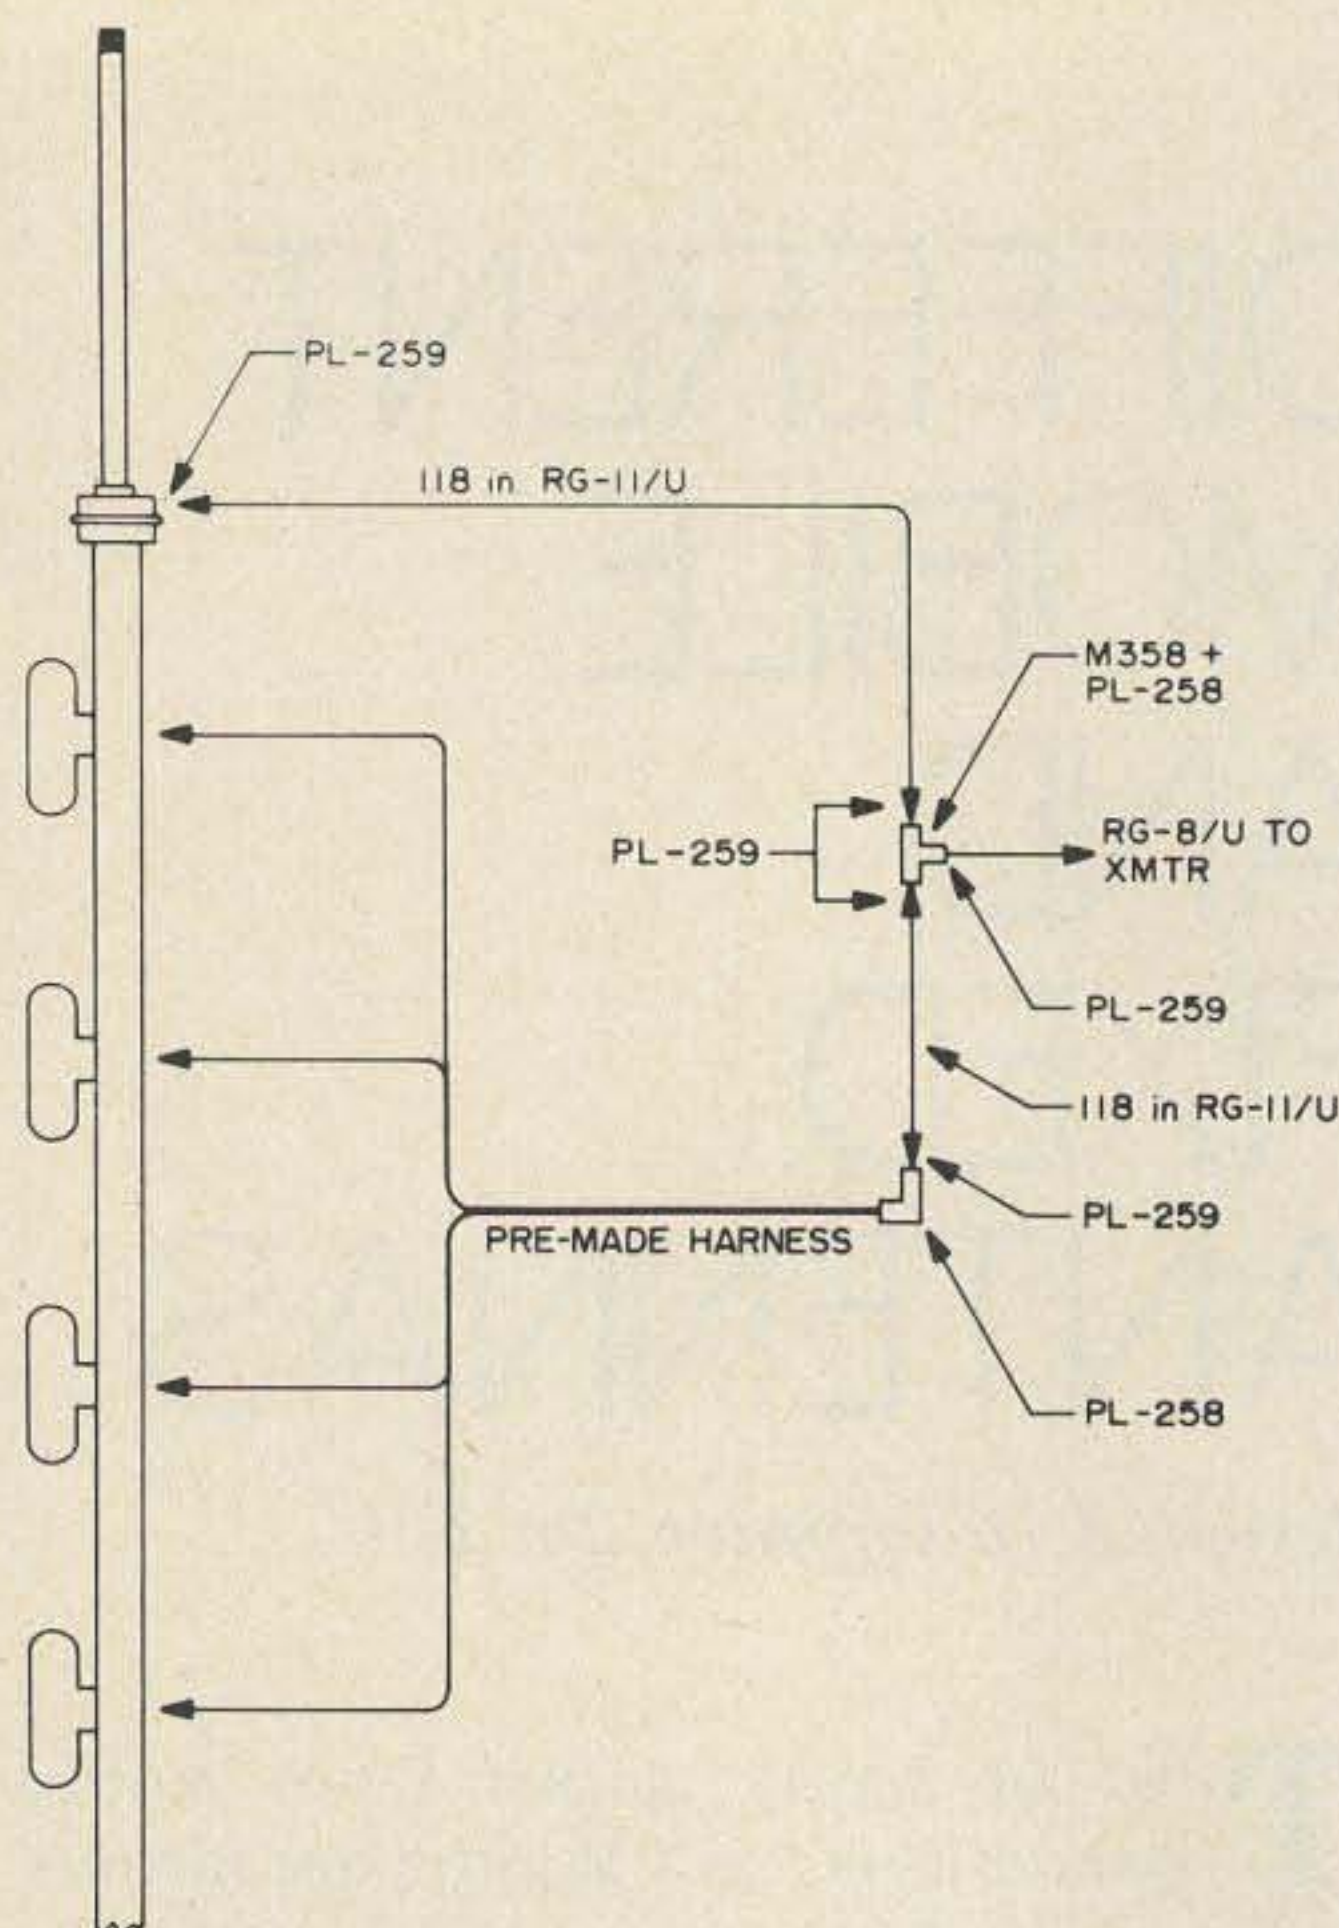 PL-259
118 in RG-11/U
M358 +
PL-258
PL-259
RG-8/U TO
XMTR
PL-259
118 in RG-11/U
PL-259
PRE-MADE HARNESS
PL-258